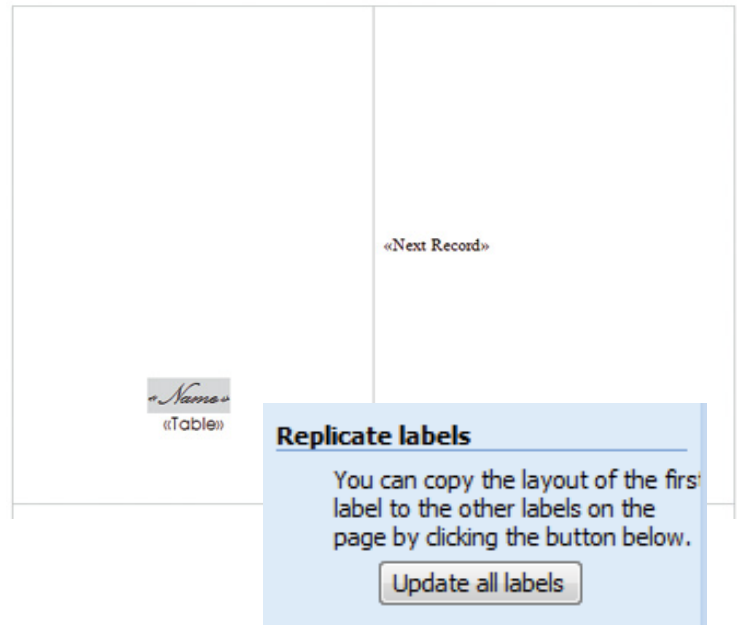 «Next Record»
«Name»
«Table»
Replicate labels
You can copy the layout of the first
label to the other labels on the
page by clicking the button below.
Update all labels